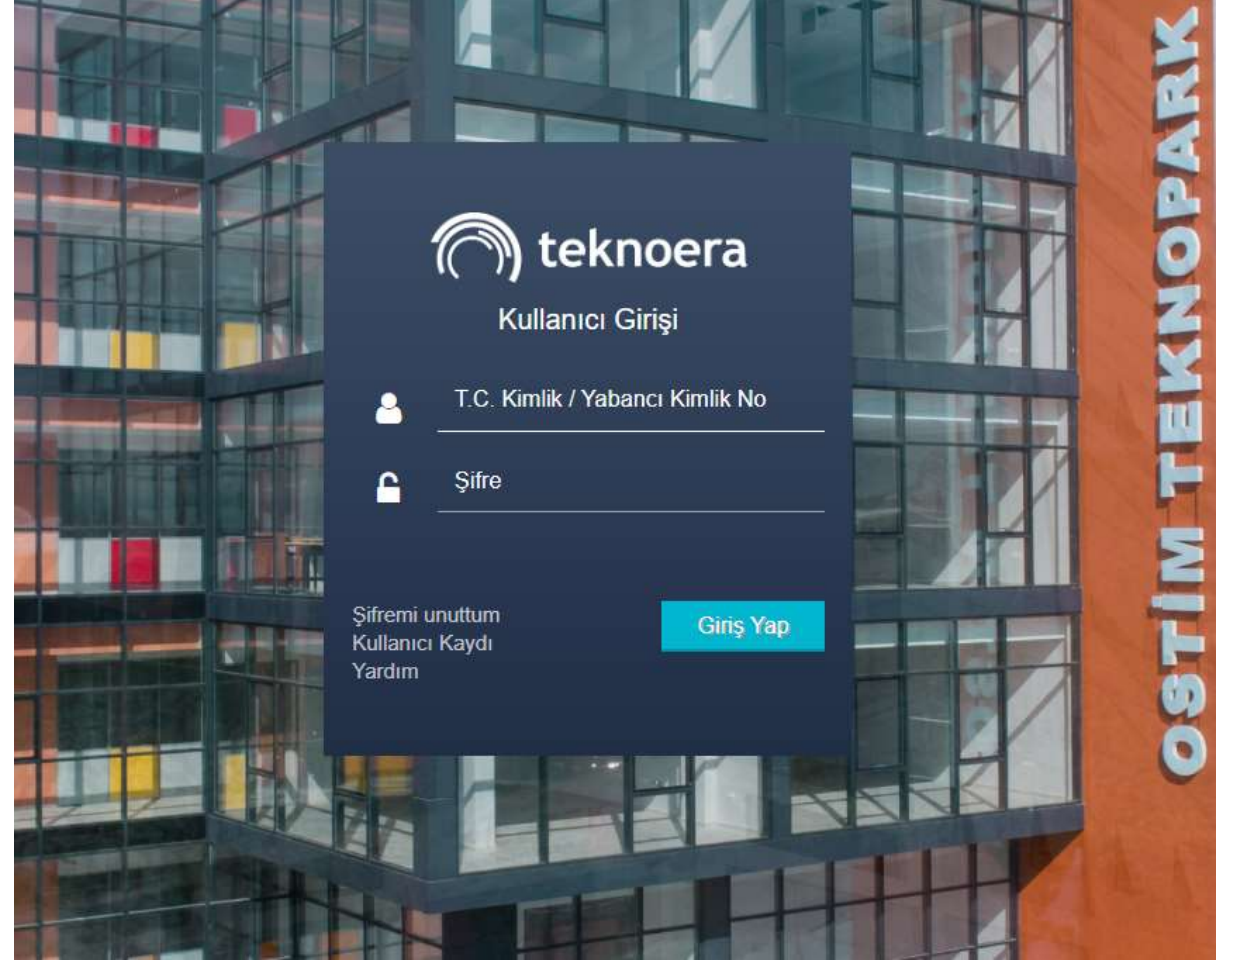 teknoera
Kullanıcı Girişi
T.C. Kimlik / Yabancı Kimlik No
Şifre
Şifremi unuttum
Kullanıcı Kaydı
Yardım
Giriş Yap
OSTİM TEKNOPARK